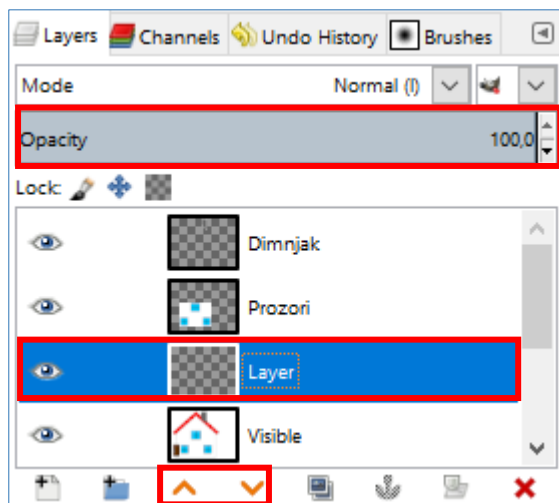 Layers Channels Undo History Brushes
Mode Normal (l)
Opacity 100,0
Lock:
Dimnjak
Prozori
Layer
Visible